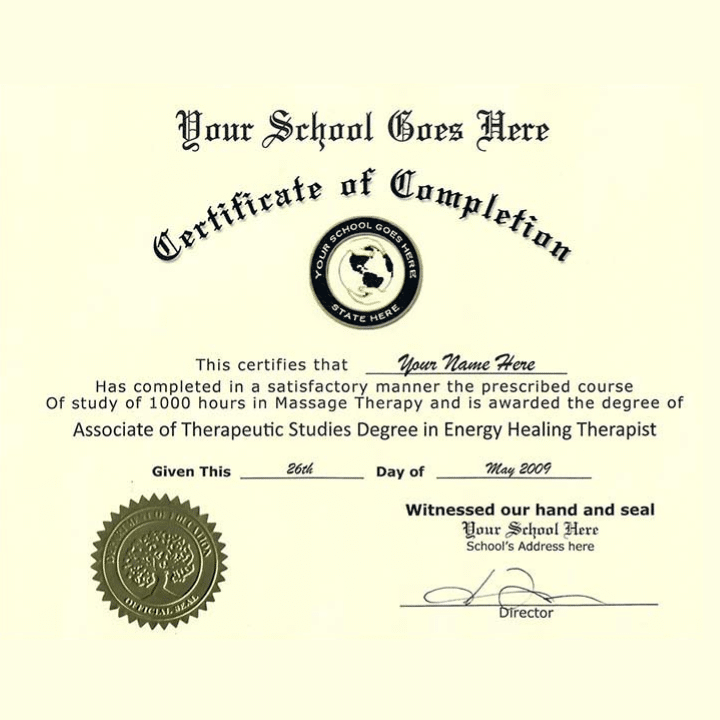 Your School Goes Here
Certificate of Completion
YOUR SCHOOL GOES HERE
STATE HERE
This certifies that Your Name Here
Has completed in a satisfactory manner the prescribed course
Of study of 1000 hours in Massage Therapy and is awarded the degree of
Associate of Therapeutic Studies Degree in Energy Healing Therapist
Given This 26th Day of May 2009
Witnessed our hand and seal
Your School Here
School's Address here
DEPARTMENT OF EDUCATION
OFFICIAL SEAL
Director